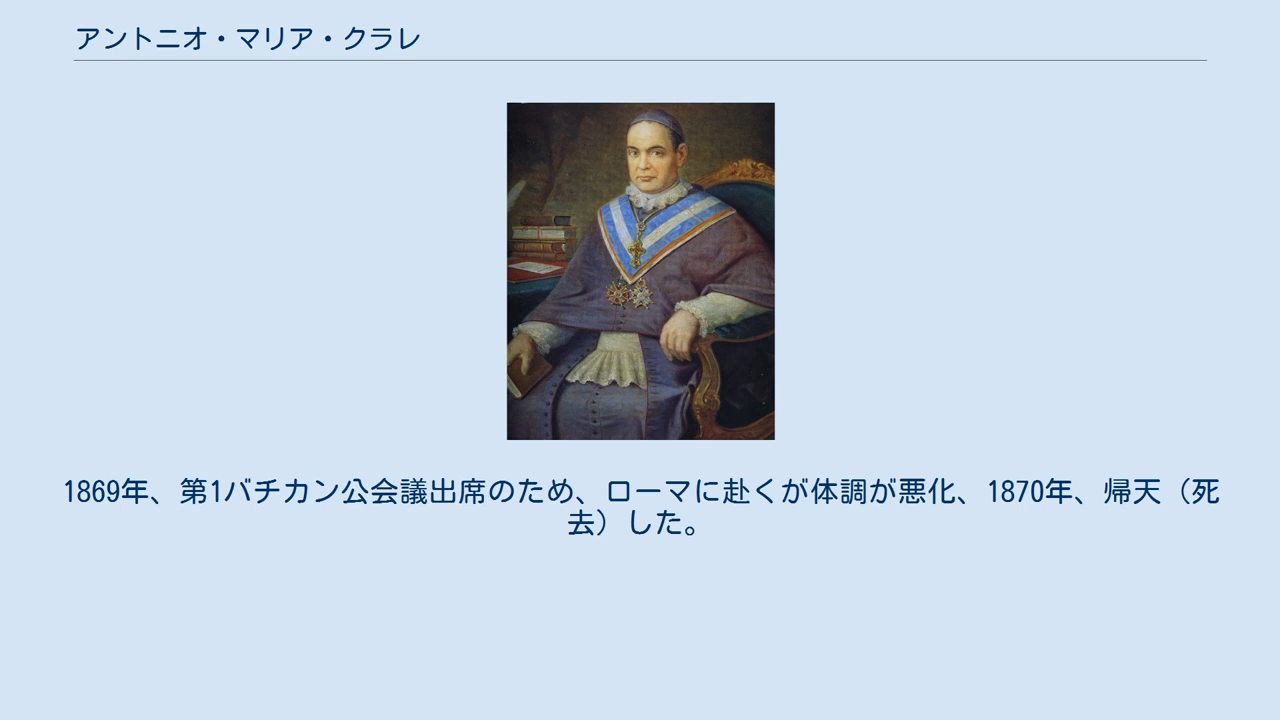 アントニオ・マリア・クラレ
1869年、第1バチカン公会議出席のため、ローマに赴くが体調が悪化、1870年、帰天（死
去）した。